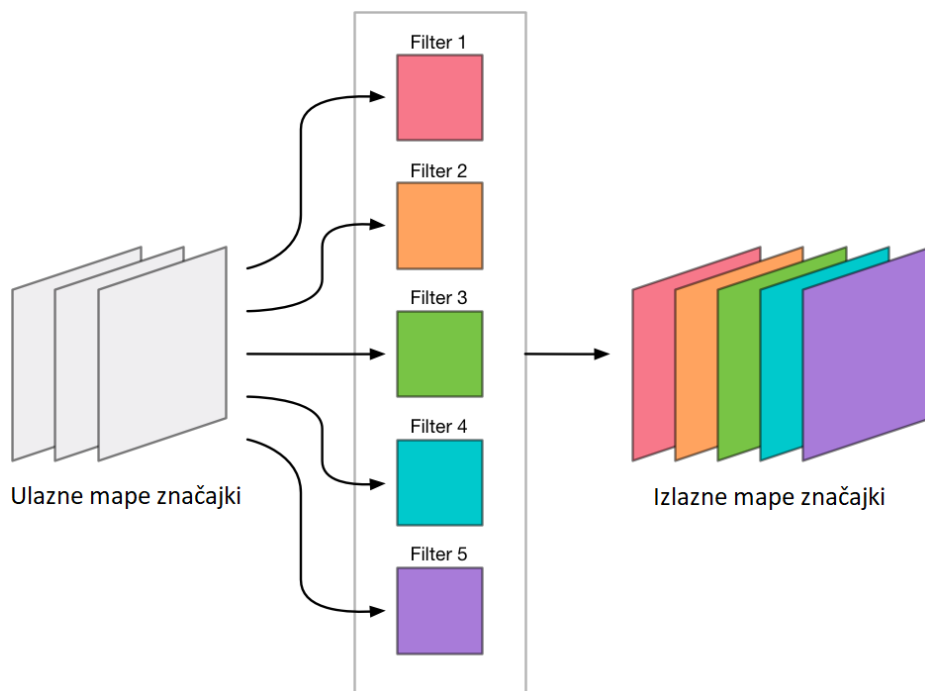 Filter 1
Filter 2
Filter 3
Filter 4
Filter 5
Ulazne mape značajki
Izlazne mape značajki